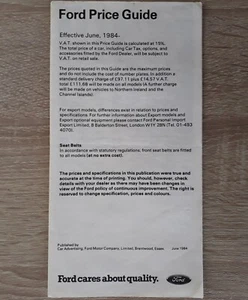 Ford Price Guide
Effective June, 1984-
V.A.T. shown in this Price Guide is calculated at 15%.
The total price of a car, including Car Tax, options, and
accessories fitted by the Ford Dealer, will be subject to
V.A.T. on retail sale.
The prices quoted in this Guide are the maximum prices
and do not include the cost of number plates. In addition a
standard delivery charge of £97.11 plus £14.57 V.A.T.
total £111.68 will be made on all models (A further charge
will be made on vehicles to Northern Ireland and the
Channel Islands).
For export models, differences exist in relation to prices and
specifications. For further information about Export models and
Export optional equipment please contact Ford Personal Import
Export Limited, 8 Balderton Street, London W1Y 2BN (Tel. 01-493
4070).
Seat Belts
In accordance with statutory regulations, front seat belts are fitted
to all models (at no extra cost).
The prices and specifications in this publication were true and
accurate at the time of printing. You should, however, check
details with your dealer as there may have been changes in
view of the Ford policy of continuous improvement. The right is
reserved to change specification, prices and colours.
Published by
Car Advertising, Ford Motor Company, Limited, Brentwood, Essex
June 1984
Ford cares about quality.
Ford